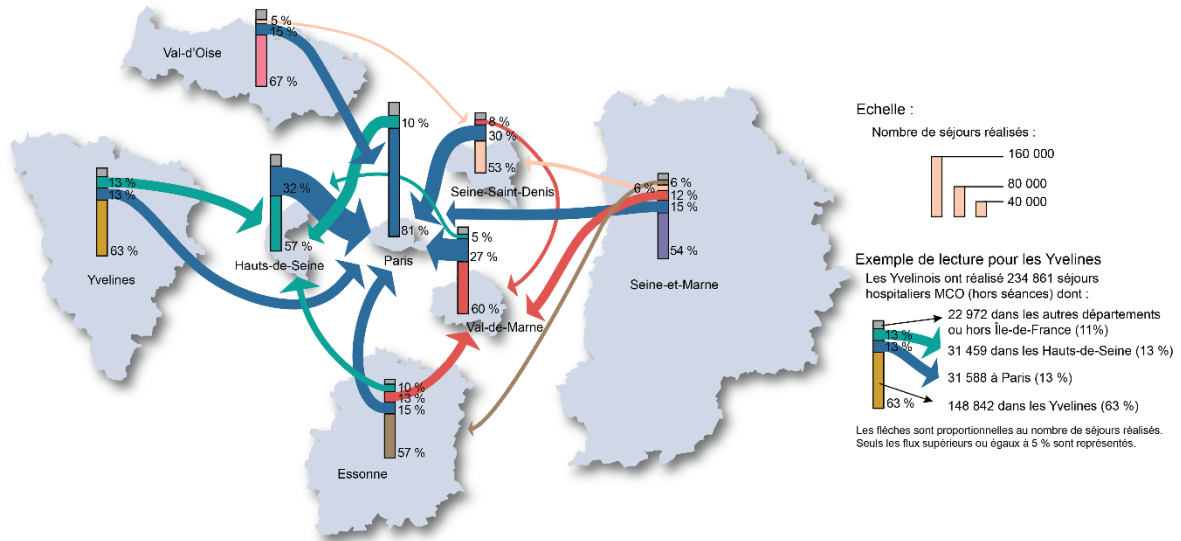 5 %
15 %
Val-d'Oise
67 %
10 %
8 %
30 %
53 %
Seine-Saint-Denis
13 %
13 %
63 %
Yvelines
32 %
57 %
Hauts-de-Seine
81 %
Paris
5 %
27 %
60 %
Val-de-Marne
6 %
6 %
12 %
15 %
54 %
Seine-et-Marne
10 %
13 %
15 %
57 %
Essonne
Echelle :
Nombre de séjours réalisés :
160 000
80 000
40 000
Exemple de lecture pour les Yvelines
Les Yvelinois ont réalisé 234 861 séjours
hospitaliers MCO (hors séances) dont :
22 972 dans les autres départements
ou hors Île-de-France (11%)
13 %
31 459 dans les Hauts-de-Seine (13 %)
13 %
31 588 à Paris (13 %)
63 %
148 842 dans les Yvelines (63 %)
Les flèches sont proportionnelles au nombre de séjours réalisés.
Seuls les flux supérieurs ou égaux à 5 % sont représentés.